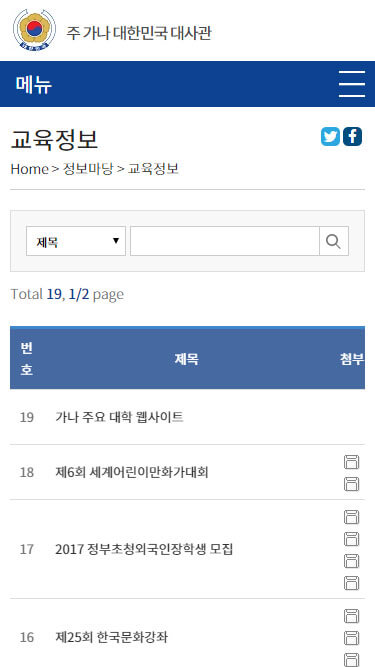 주 가나 대한민국 대사관
메뉴
교육정보
Home > 정보마당 > 교육정보
제목
Total 19, 1/2 page
번호 제목 첨부
19 가나 주요 대학 웹사이트
18 제6회 세계어린이만화가대회
17 2017 정부초청외국인장학생 모집
16 제25회 한국문화강좌